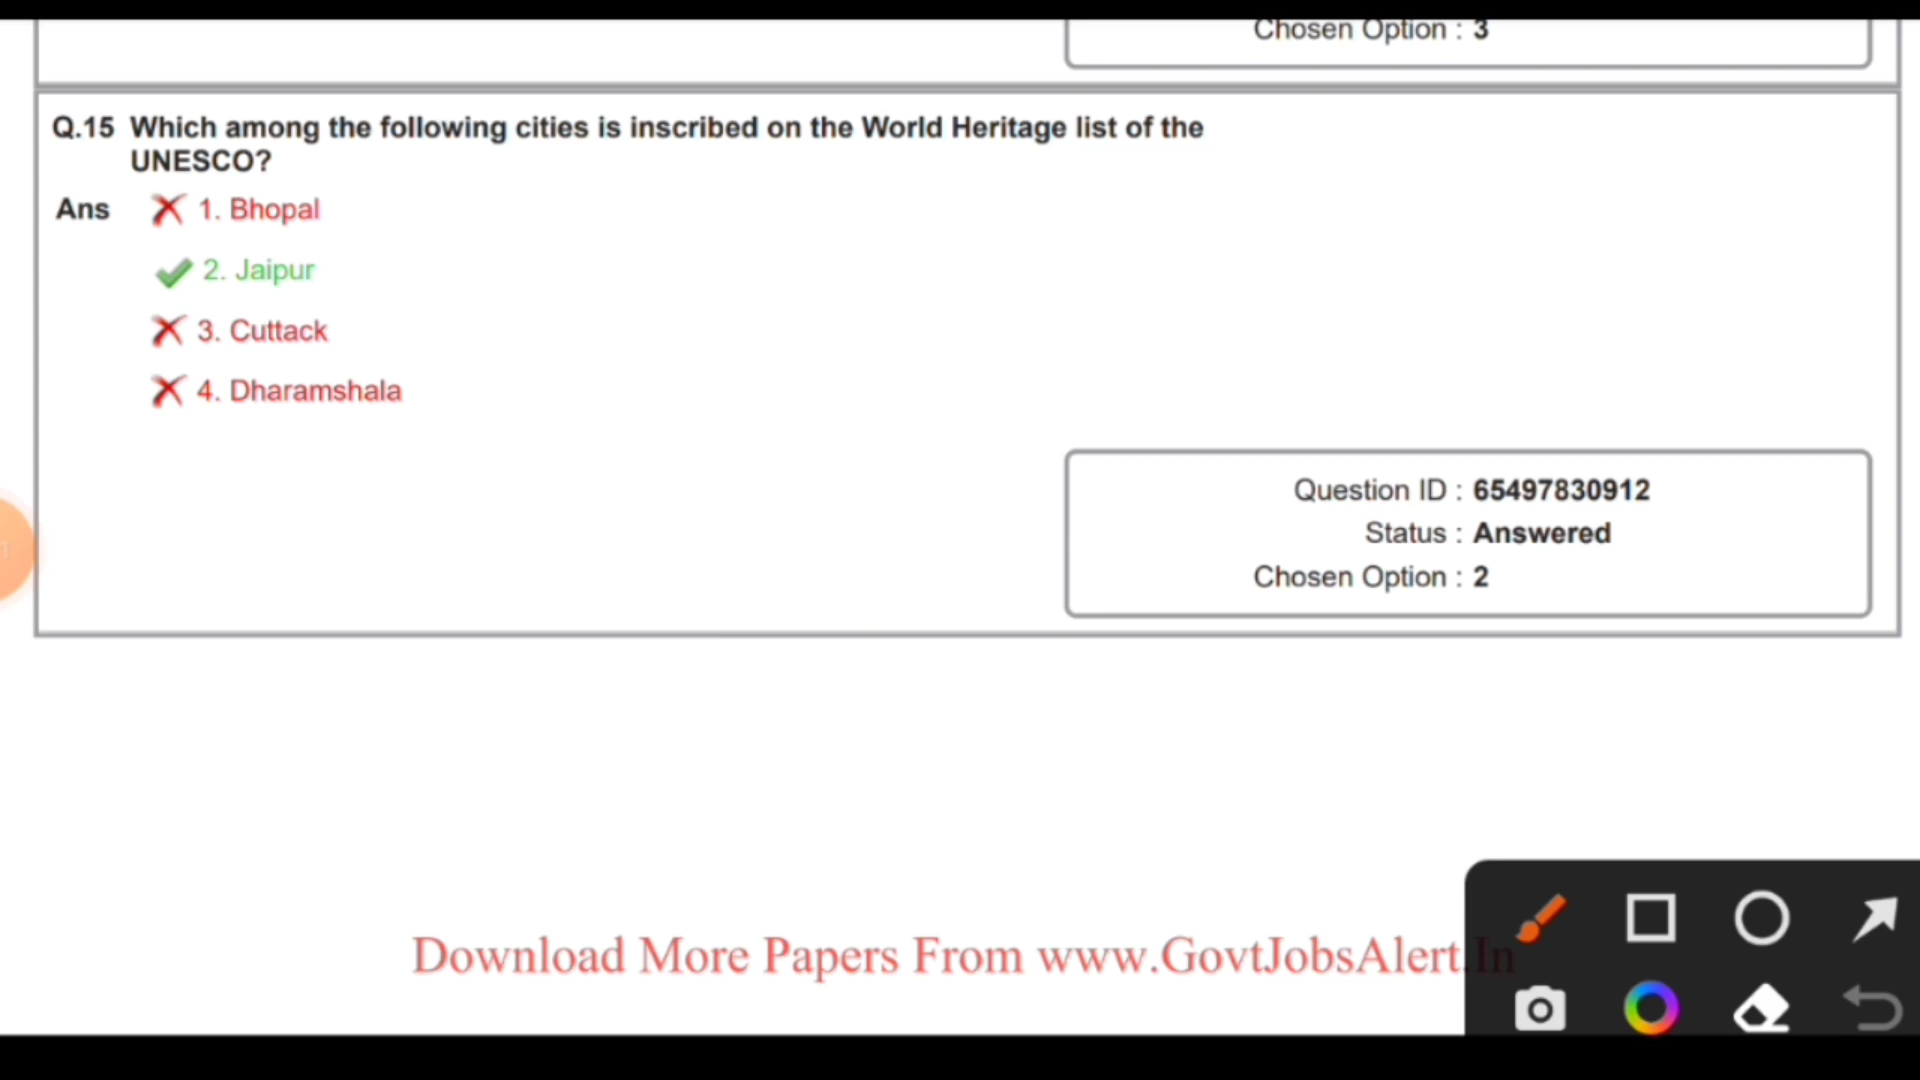 Chosen Option : 3
Q.15 Which among the following cities is inscribed on the World Heritage list of the
UNESCO?
Ans 1. Bhopal
2. Jaipur
3. Cuttack
4. Dharamshala
Question ID : 65497830912
Status : Answered
Chosen Option : 2
Download More Papers From www.GovtJobsAlert.In